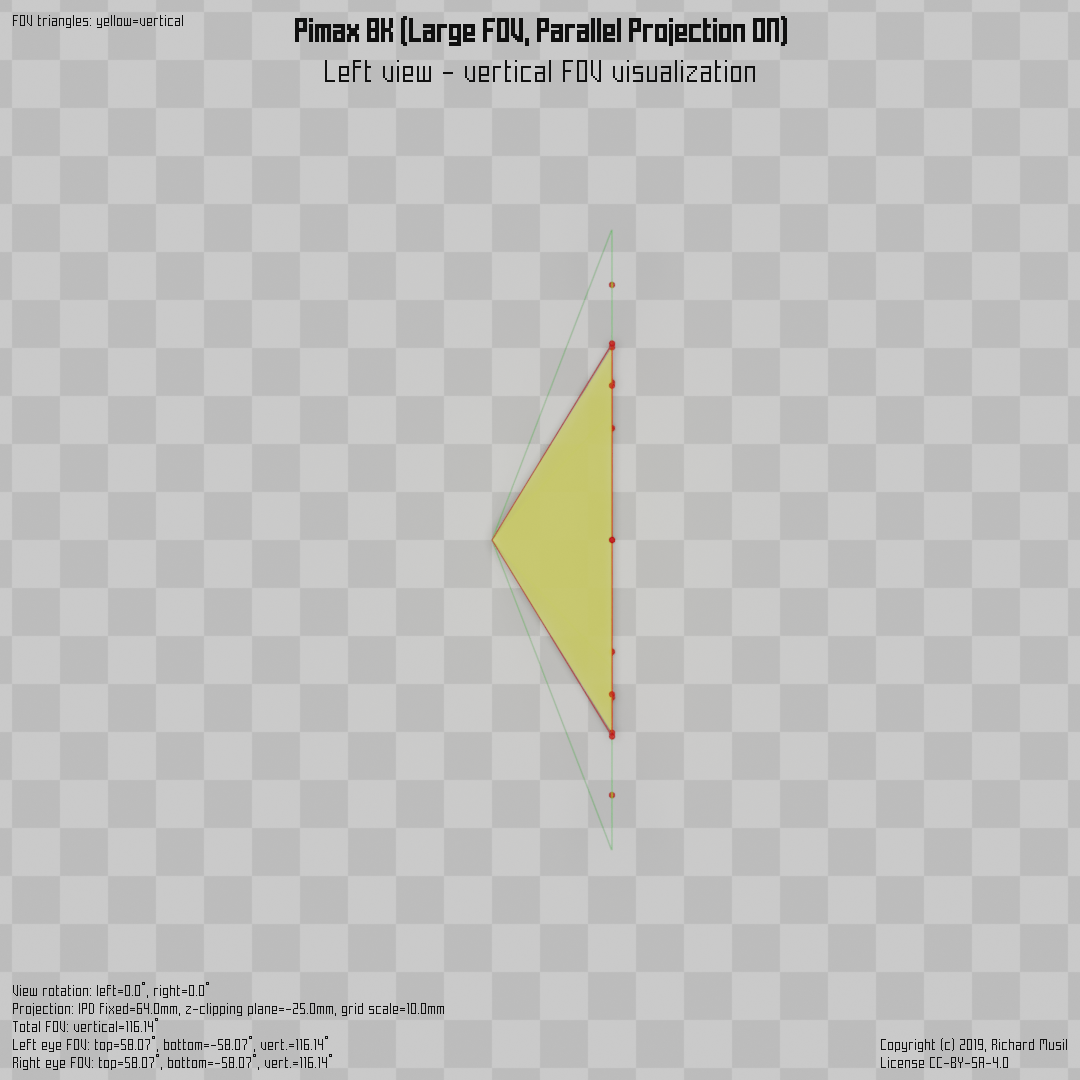 FOV triangles: yellow=vertical
Pimax 8K (Large FOV, Parallel Projection ON)
Left view - vertical FOV visualization
View rotation: left=0.0°, right=0.0°
Projection: IPD fixed=64.0mm, z-clipping plane=-25.0mm, grid scale=10.0mm
Total FOV: vertical=116.14°
Left eye FOV: top=58.07°, bottom=-58.07°, vert.=116.14°
Right eye FOV: top=58.07°, bottom=-58.07°, vert.=116.14°
Copyright (c) 2019, Richard Musil
License CC-BY-SA-4.0